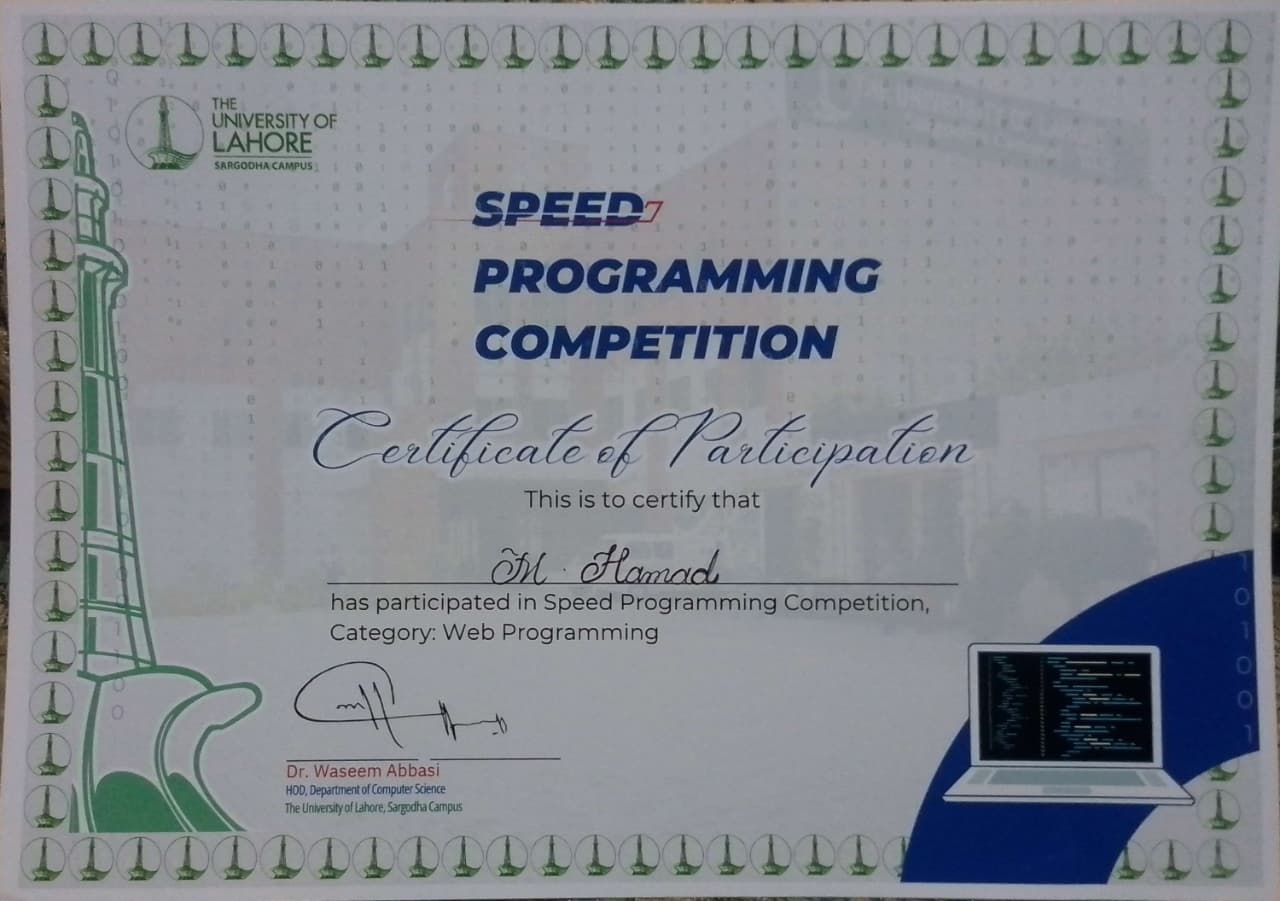 THE
UNIVERSITY OF
LAHORE
SARGODHA CAMPUS
SPEED
PROGRAMMING
COMPETITION
Certificate of Participation
This is to certify that
M. Hamad
has participated in Speed Programming Competition,
Category: Web Programming
Dr. Waseem Abbasi
HOD, Department of Computer Science
The University of Lahore, Sargodha Campus